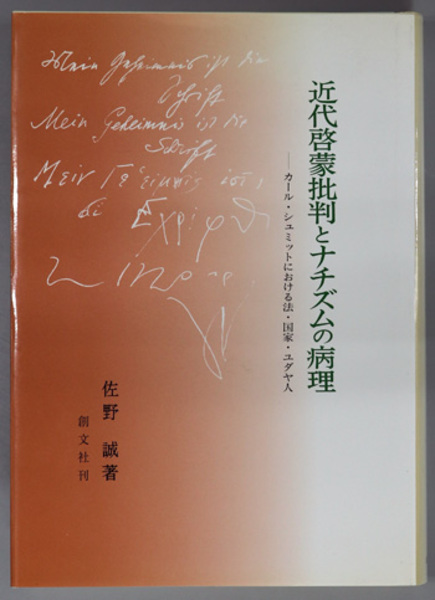 近代啓蒙批判とナチズムの病理
──カール・シュミットにおける法・国家・ユダヤ人
Mein Geheimnis ist die
Schrift
Mein Geheimnis ist die
Schrift
佐野 誠著
創文社刊